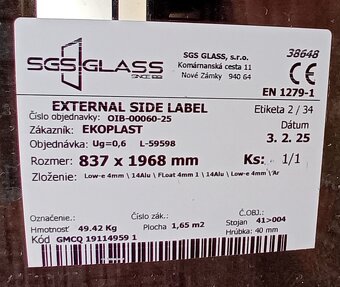 SGS GLASS
SGS GLASS, s.r.o.
Komárnanská cesta 11
Nové Zámky 940 64
38648
EN 1279-1
EXTERNAL SIDE LABEL
Etiketa 2 / 34
Číslo objednavky: OIB-00060-25
Dátum
Zákazník: EKOPLAST
3. 2. 25
Objednávka: Ug=0,6 L-59598
Rozmer: 837 x 1968 mm
Ks: 1/1
Zloženie: Low-e 4mm \ 14Alu \ FLoat 4mm 1 \ 14Alu \ Low-e 4mm \ Ar
Označenie:
Číslo zák.:
Č.OBJ.:
Hmotnosť 49.42 Kg
Plocha 1,65 m2
Stojan 41>004
Kód GMCQ 19114959 1
Hrúbka: 40 mm